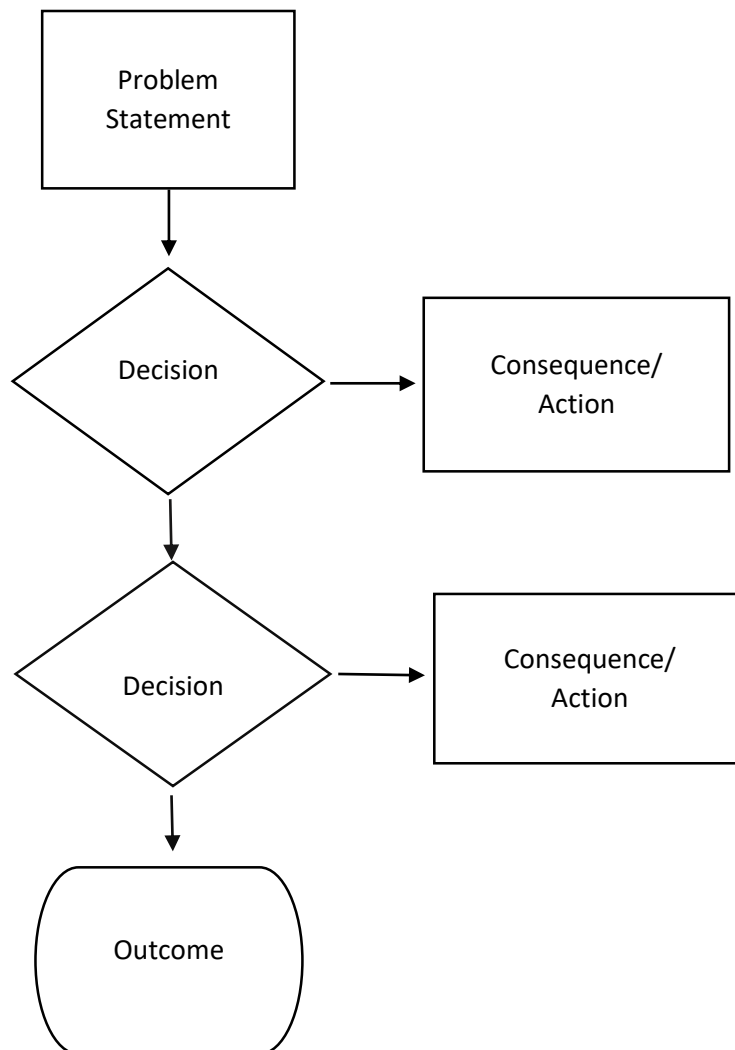 Problem
Statement
Decision
Consequence/
Action
Decision
Consequence/
Action
Outcome